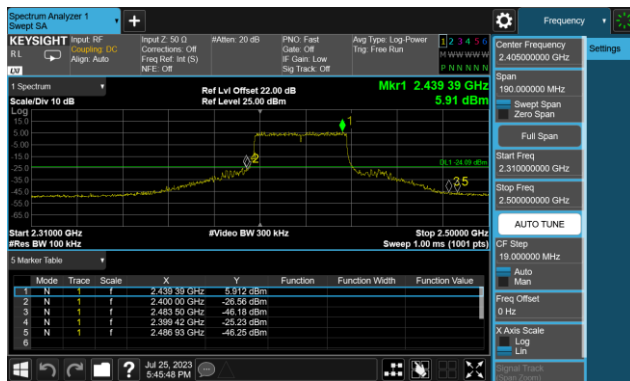 Spectrum Analyzer 1
Swept SA
+
Frequency
KEYSIGHT
RL
LXI
Input: RF
Coupling: DC
Align: Auto
Input Z: 50 Ω
Corrections: Off
Freq Ref: Int (S)
NFE: Off
#Atten: 20 dB
PNO: Fast
Gate: Off
IF Gain: Low
Sig Track: Off
Avg Type: Log-Power
Trig: Free Run
1 2 3 4 5 6
M W W W W W
P N N N N N
1 Spectrum
Scale/Div 10 dB
Ref Lvl Offset 22.00 dB
Ref Level 25.00 dBm
Mkr1 2.439 39 GHz
5.91 dBm
Log
15.0
5.00
-5.00
-15.0
-25.0
-35.0
-45.0
-55.0
-65.0
1
2
3
5
DL1 -24.09 dBm
Start 2.31000 GHz
#Res BW 100 kHz
#Video BW 300 kHz
Stop 2.50000 GHz
Sweep 1.00 ms (1001 pts)
5 Marker Table
Mode Trace Scale X Y Function Function Width Function Value
1 N 1 f 2.439 39 GHz 5.912 dBm
2 N 1 f 2.400 00 GHz -26.56 dBm
3 N 1 f 2.483 50 GHz -46.18 dBm
4 N 1 f 2.399 42 GHz -25.23 dBm
5 N 1 f 2.486 93 GHz -46.25 dBm
6
?
Jul 25, 2023
5:45:48 PM
Center Frequency
2.405000000 GHz
Settings
Span
190.000000 MHz
Swept Span
Zero Span
Full Span
Start Freq
2.310000000 GHz
Stop Freq
2.500000000 GHz
AUTO TUNE
CF Step
19.000000 MHz
Auto
Man
Freq Offset
0 Hz
X Axis Scale
Log
Lin
Signal Track
(Span Zoom)